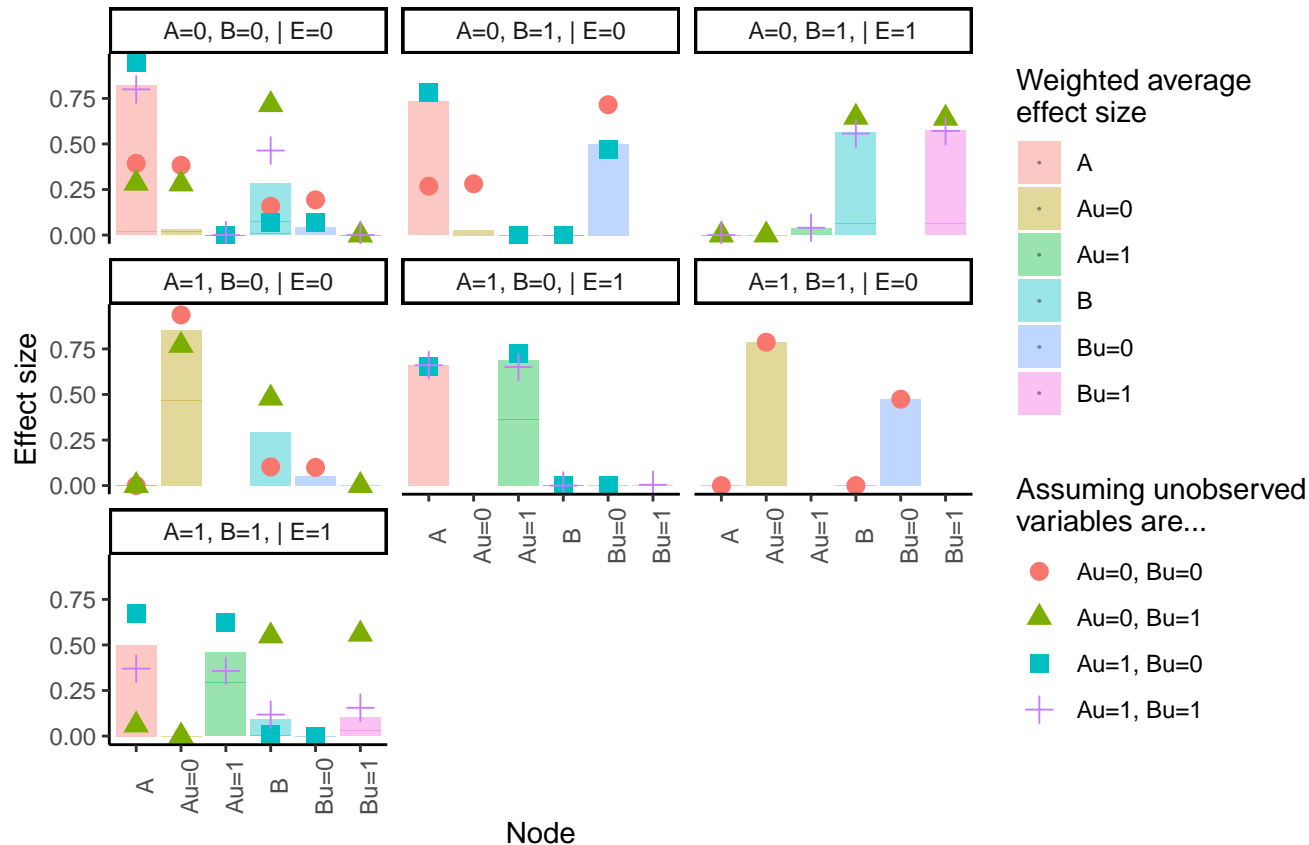 A=0, B=0, | E=0
A=0, B=1, | E=0
A=0, B=1, | E=1
0.75
0.50
0.25
0.00
A=1, B=0, | E=0
A=1, B=0, | E=1
A=1, B=1, | E=0
0.75
0.50
0.25
0.00
A
Au=0
Au=1
B
Bu=0
Bu=1
A
Au=0
Au=1
B
Bu=0
Bu=1
A=1, B=1, | E=1
0.75
0.50
0.25
0.00
A
Au=0
Au=1
B
Bu=0
Bu=1
Effect size
Node
Weighted average
effect size
A
Au=0
Au=1
B
Bu=0
Bu=1
Assuming unobserved
variables are...
Au=0, Bu=0
Au=0, Bu=1
Au=1, Bu=0
Au=1, Bu=1